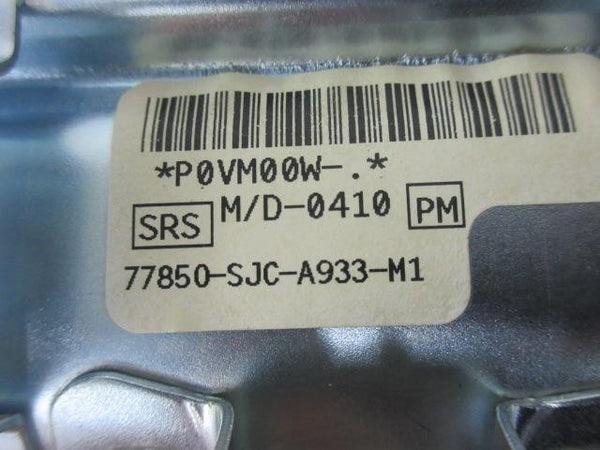 *P0VM00W-.*
SRS M/D-0410 PM
77850-SJC-A933-M1